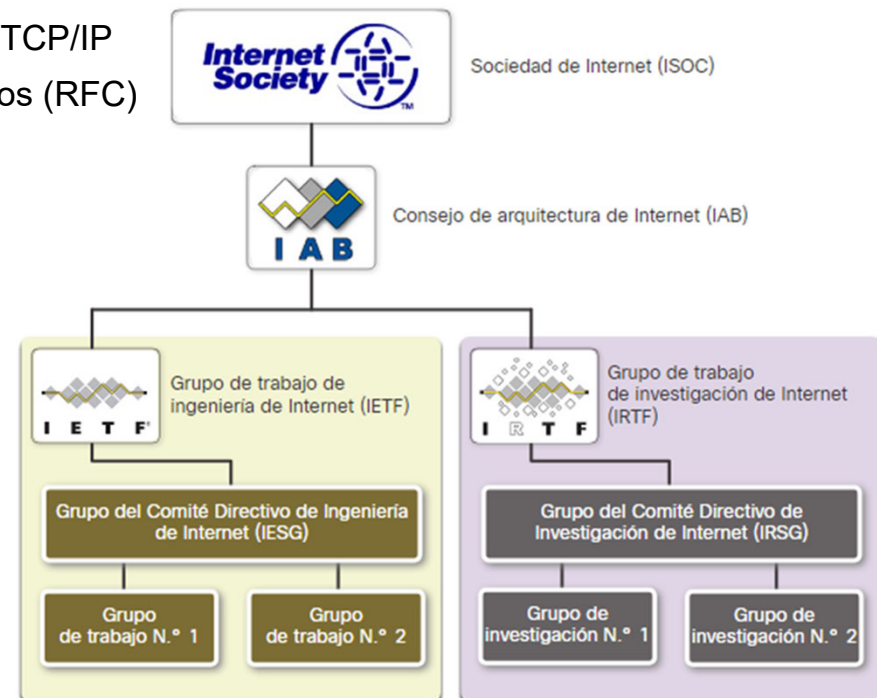 TCP/IP
os (RFC)
Internet
Society
TM
Sociedad de Internet (ISOC)
I A B
Consejo de arquitectura de Internet (IAB)
I E T F
Grupo de trabajo de
ingeniería de Internet (IETF)
I R T F
Grupo de trabajo
de investigación de Internet
(IRTF)
Grupo del Comité Directivo de Ingeniería
de Internet (IESG)
Grupo del Comité Directivo de
Investigación de Internet (IRSG)
Grupo
de trabajo N.° 1
Grupo
de trabajo N.° 2
Grupo de
investigación N.° 1
Grupo de
investigación N.° 2